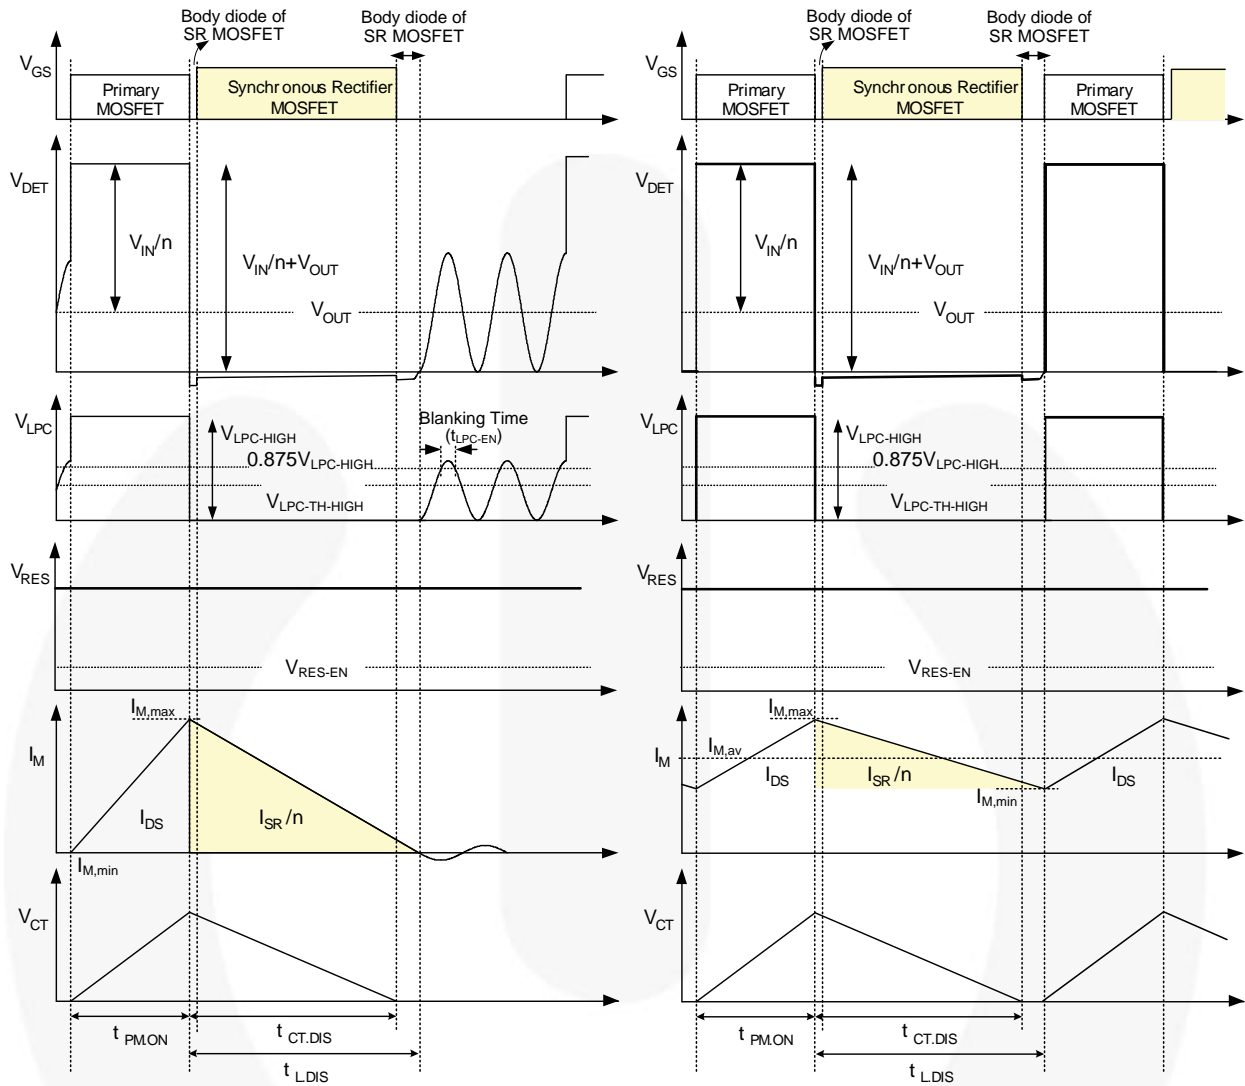 Body diode of
SR MOSFET
Body diode of
SR MOSFET
VGS
Primary
MOSFET
Synchronous Rectifier
MOSFET
VDET
VIN/n
VIN/n+VOUT
VOUT
VLPC
VLPC-HIGH
0.875VLPC-HIGH
VLPC-TH-HIGH
Blanking Time
(tLPC-EN)
VRES
VRES-EN
IM,max
IM
IDS
ISR/n
IM,min
VCT
t PM.ON
t CT.DIS
t L.DIS
Body diode of
SR MOSFET
Body diode of
SR MOSFET
VGS
Primary
MOSFET
Synchronous Rectifier
MOSFET
Primary
MOSFET
VDET
VIN/n
VIN/n+VOUT
VOUT
VLPC
VLPC-HIGH
0.875VLPC-HIGH
VLPC-TH-HIGH
VRES
VRES-EN
IM,max
IM,av
IM
IDS
ISR/n
IDS
IM,min
VCT
t PM.ON
t CT.DIS
t L.DIS